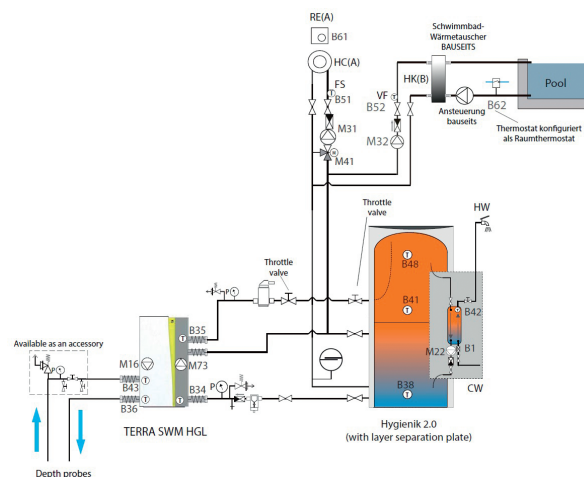 RE(A)
B61
HC(A)
FS
B51
M31
M41
VF
B52
M32
Schwimmbad-
Wärmetauscher
BAUSEITS
HK(B)
Pool
Ansteuerung
bauseits
B62
Thermostat konfiguriert
als Raumthermostat
HW
Throttle
valve
Throttle
valve
P
B48
B41
B42
B35
Available as an accessory
P
M16
M73
M22
B1
B43
B34
P
B38
B36
CW
TERRA SWM HGL
Hygienik 2.0
(with layer separation plate)
Depth probes